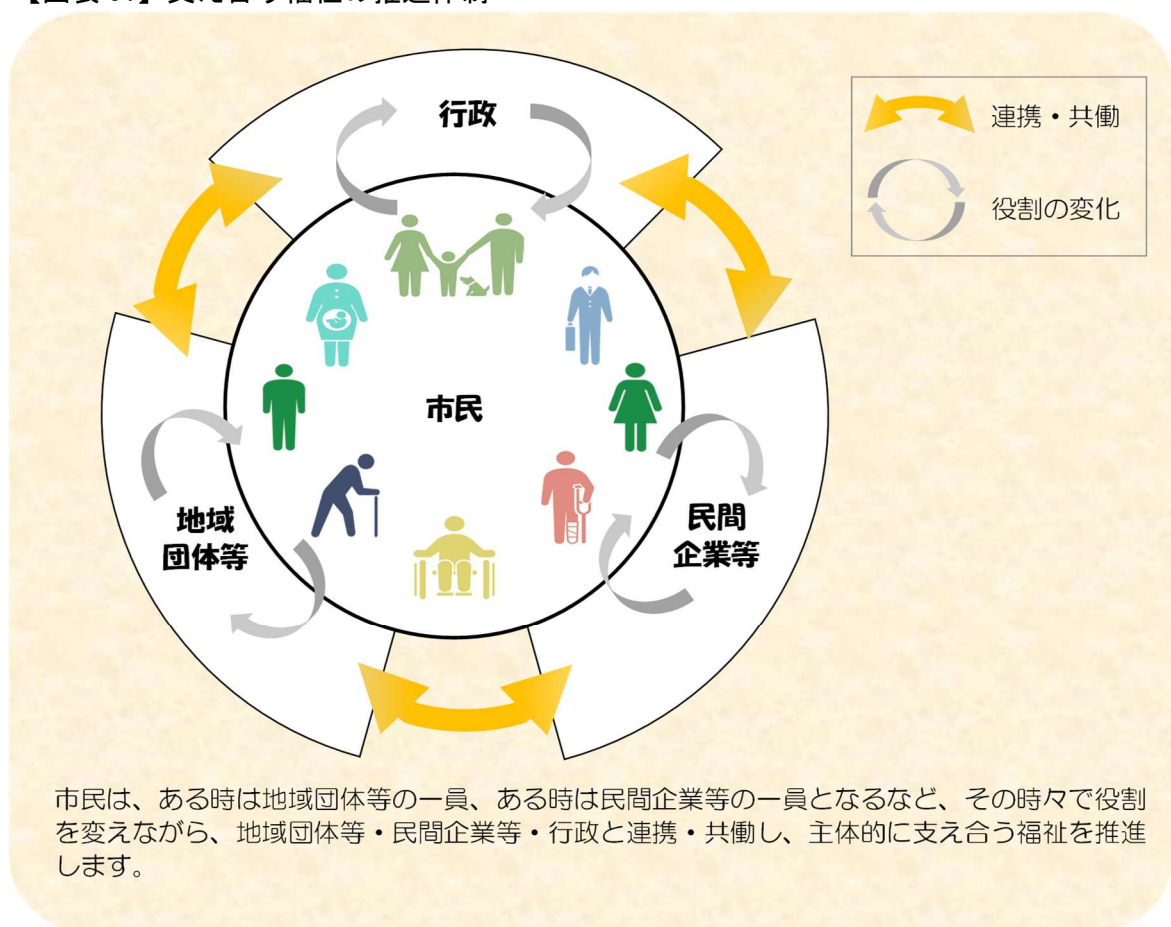 行政
連携・共働
役割の変化
市民
地域
団体等
民間
企業等
市民は、ある時は地域団体等の一員、ある時は民間企業等の一員となるなど、その時々で役割
を変えながら、地域団体等・民間企業等・行政と連携・共働し、主体的に支え合う福祉を推進
します。